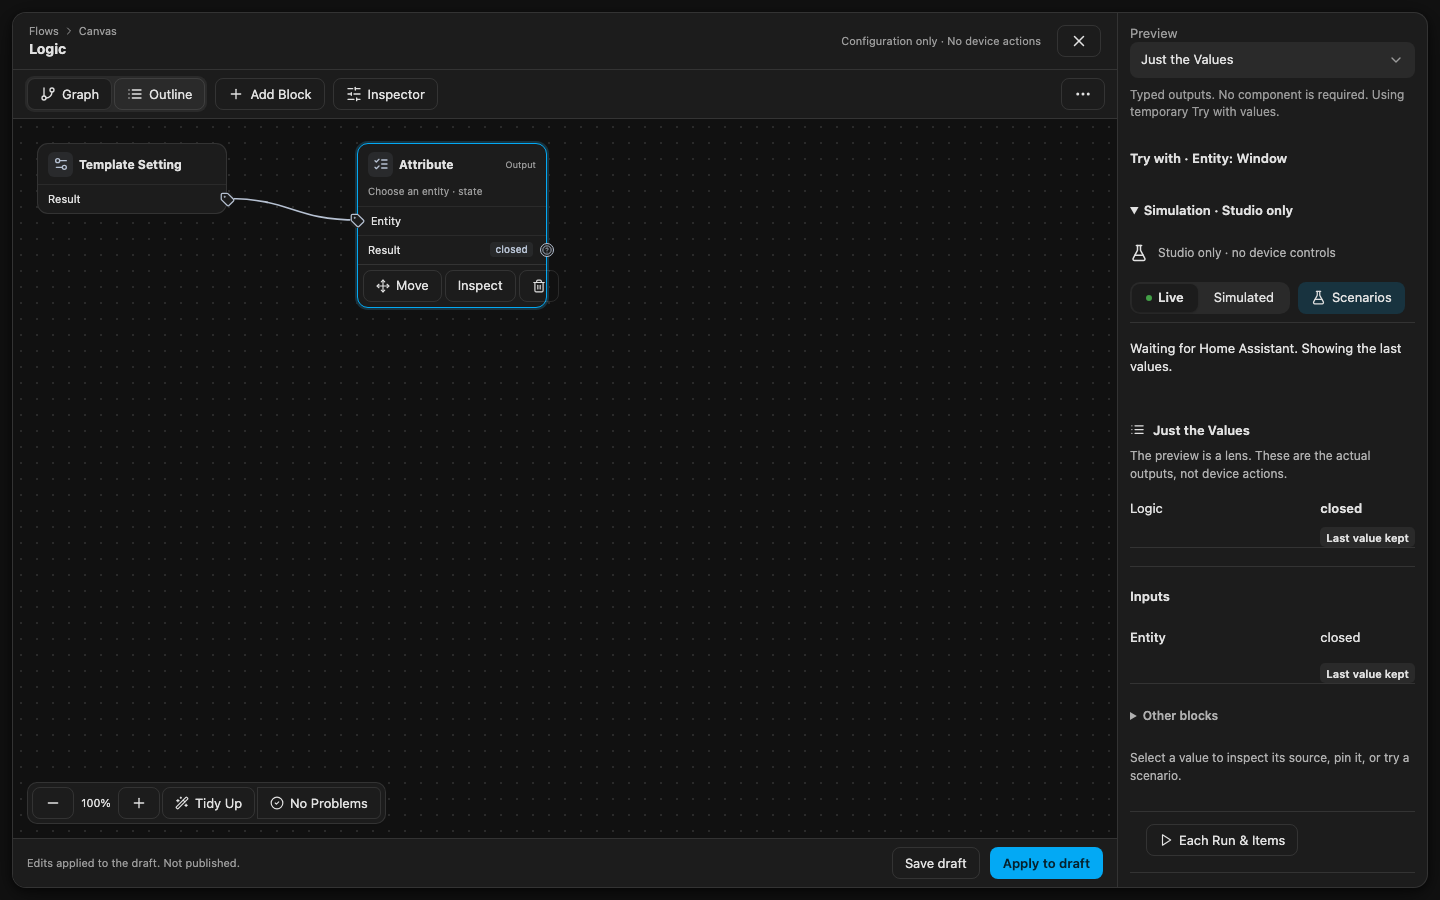 Flows > Canvas
Logic
Configuration only · No device actions
Graph
Outline
Add Block
Inspector
Template Setting
Result
Attribute
Output
Choose an entity · state
Entity
Result
closed
Move
Inspect
100%
Tidy Up
No Problems
Edits applied to the draft. Not published.
Save draft
Apply to draft
Preview
Just the Values
Typed outputs. No component is required. Using
temporary Try with values.
Try with · Entity: Window
Simulation · Studio only
Studio only · no device controls
Live
Simulated
Scenarios
Waiting for Home Assistant. Showing the last
values.
Just the Values
The preview is a lens. These are the actual
outputs, not device actions.
Logic
closed
Last value kept
Inputs
Entity
closed
Last value kept
Other blocks
Select a value to inspect its source, pin it, or try a
scenario.
Each Run & Items